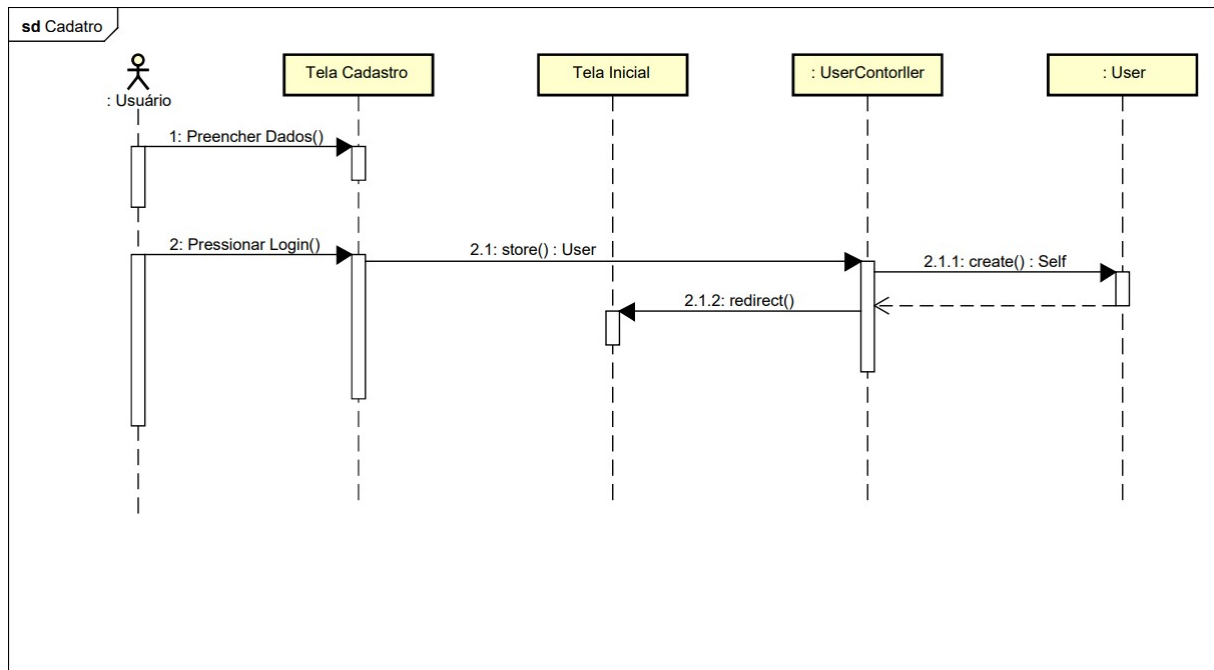 sd Cadatro
: Usuário
Tela Cadastro
Tela Inicial
: UserContorller
: User
1: Preencher Dados()
2: Pressionar Login()
2.1: store() : User
2.1.1: create() : Self
2.1.2: redirect()